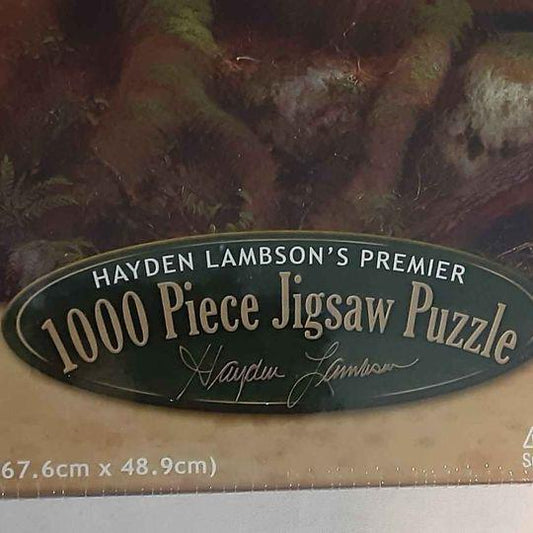 HAYDEN LAMBSON'S PREMIER
1000 Piece Jigsaw Puzzle
Hayden Lambson
67.6cm x 48.9cm)